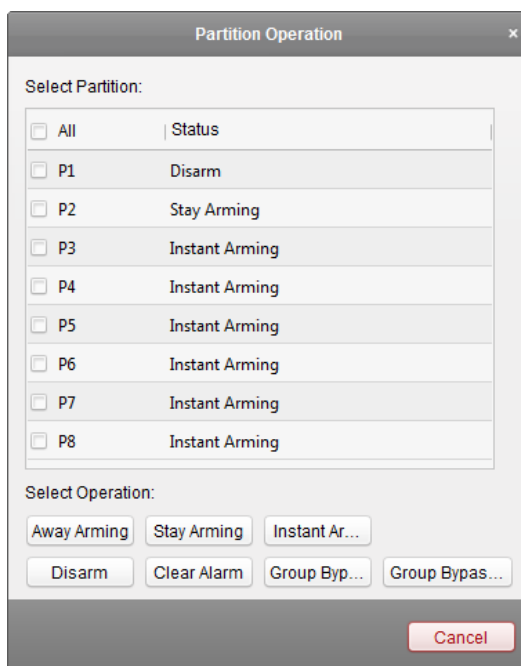 Partition Operation ×
Select Partition:
All Status
P1 Disarm
P2 Stay Arming
P3 Instant Arming
P4 Instant Arming
P5 Instant Arming
P6 Instant Arming
P7 Instant Arming
P8 Instant Arming
Select Operation:
Away Arming Stay Arming Instant Ar...
Disarm Clear Alarm Group Byp... Group Bypas...
Cancel